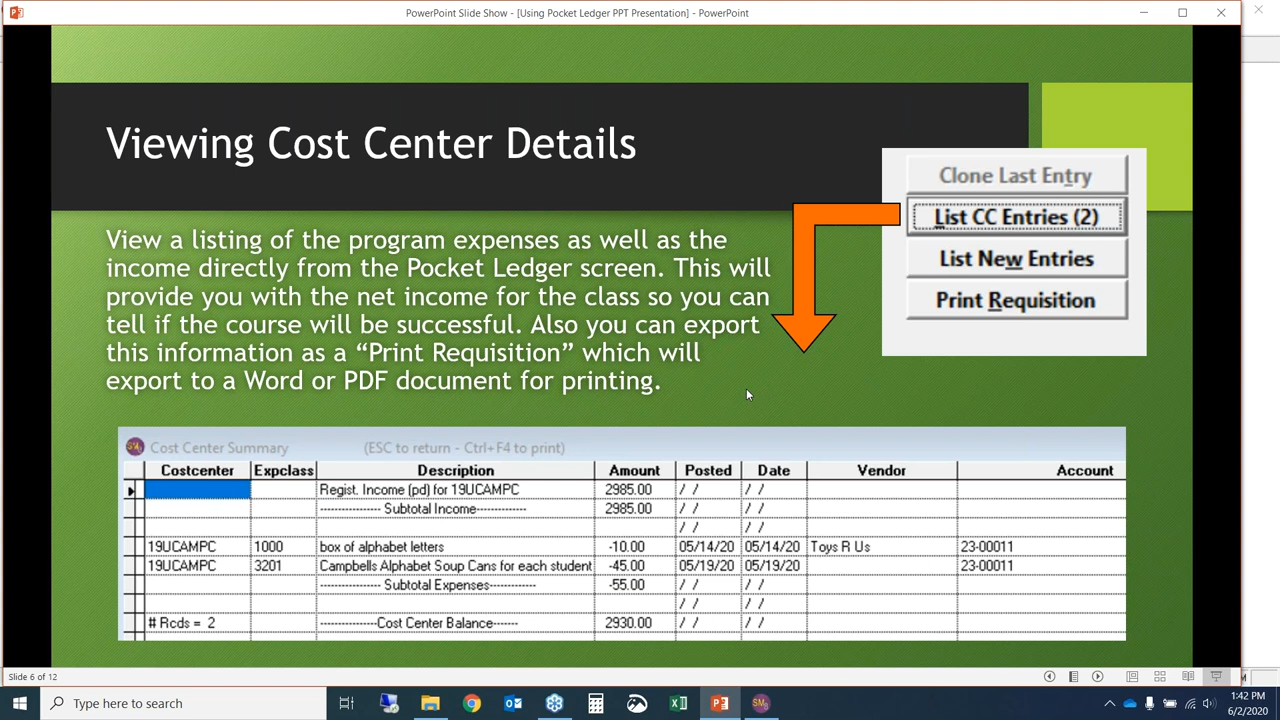 PowerPoint Slide Show - [Using Pocket Ledger PPT Presentation] - PowerPoint
Viewing Cost Center Details
Clone Last Entry
List CC Entries (2)
List New Entries
Print Requisition
View a listing of the program expenses as well as the
income directly from the Pocket Ledger screen. This will
provide you with the net income for the class so you can
tell if the course will be successful. Also you can export
this information as a “Print Requisition” which will
export to a Word or PDF document for printing.
Cost Center Summary (ESC to return - Ctrl+F4 to print)
Costcenter Expclass Description Amount Posted Date Vendor Account
Regist. Income (pd) for 19UCAMPC 2985.00 / / / /
----------------- Subtotal Income-------------- 2985.00 / / / /
/ / / /
19UCAMPC 1000 box of alphabet letters -10.00 05/14/20 05/14/20 Toys R Us 23-00011
19UCAMPC 3201 Campbells Alphabet Soup Cans for each student -45.00 05/19/20 05/19/20 23-00011
------------------ Subtotal Expenses------------- -55.00 / / / /
/ / / /
# Rcds = 2 ----------------Cost Center Balance------- 2930.00 / / / /
Slide 6 of 12
Type here to search
1:42 PM
6/2/2020